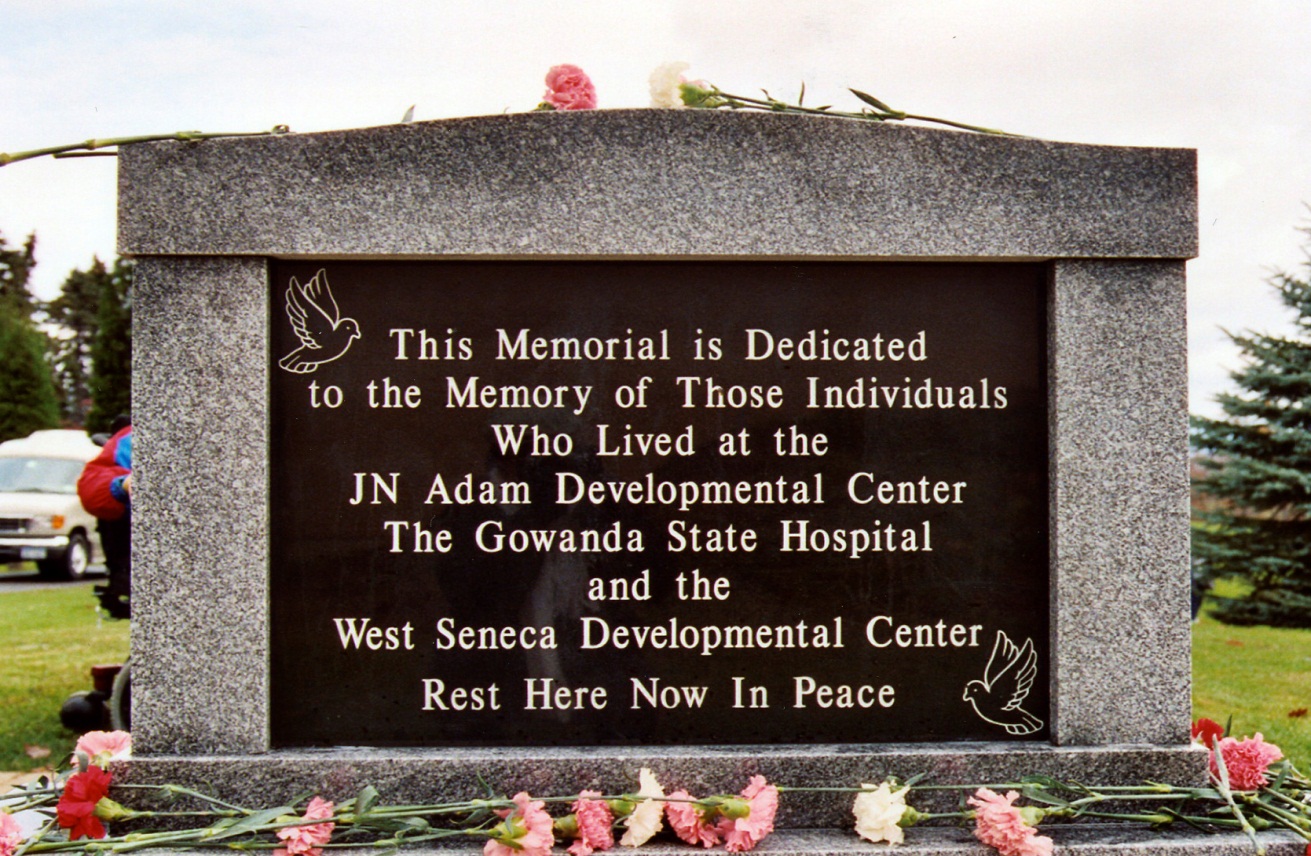 This Memorial is Dedicated
to the Memory of Those Individuals
Who Lived at the
JN Adam Developmental Center
The Gowanda State Hospital
and the
West Seneca Developmental Center
Rest Here Now In Peace